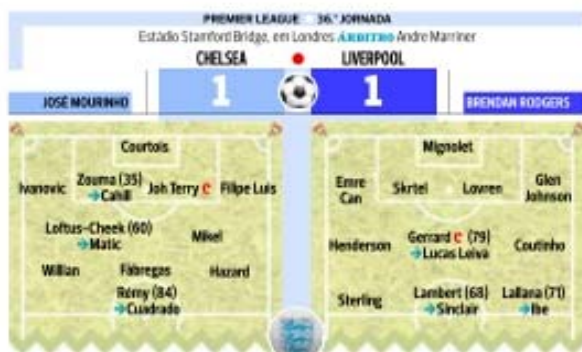 PREMIER LEAGUE 36.ª JORNADA
Estádio Stamford Bridge, em Londres ÁRBITRO Andre Marriner
CHELSEA LIVERPOOL
JOSÉ MOURINHO 1 1 BRENDAN RODGERS
Courtois
Ivanovic Zouma (35) Joh Terry C Filipe Luis
→Cahill
Loftus-Cheek (60) Mikel
→Matic
Willian Fàbregas Hazard
Rémy (84)
→Cuadrado
Mignolet
Emre Can Skrtel Lovren Glen Johnson
Henderson Gerrard C (79) Coutinho
→Lucas Leiva
Sterling Lambert (68) Lallana (71)
→Sinclair →Ibe